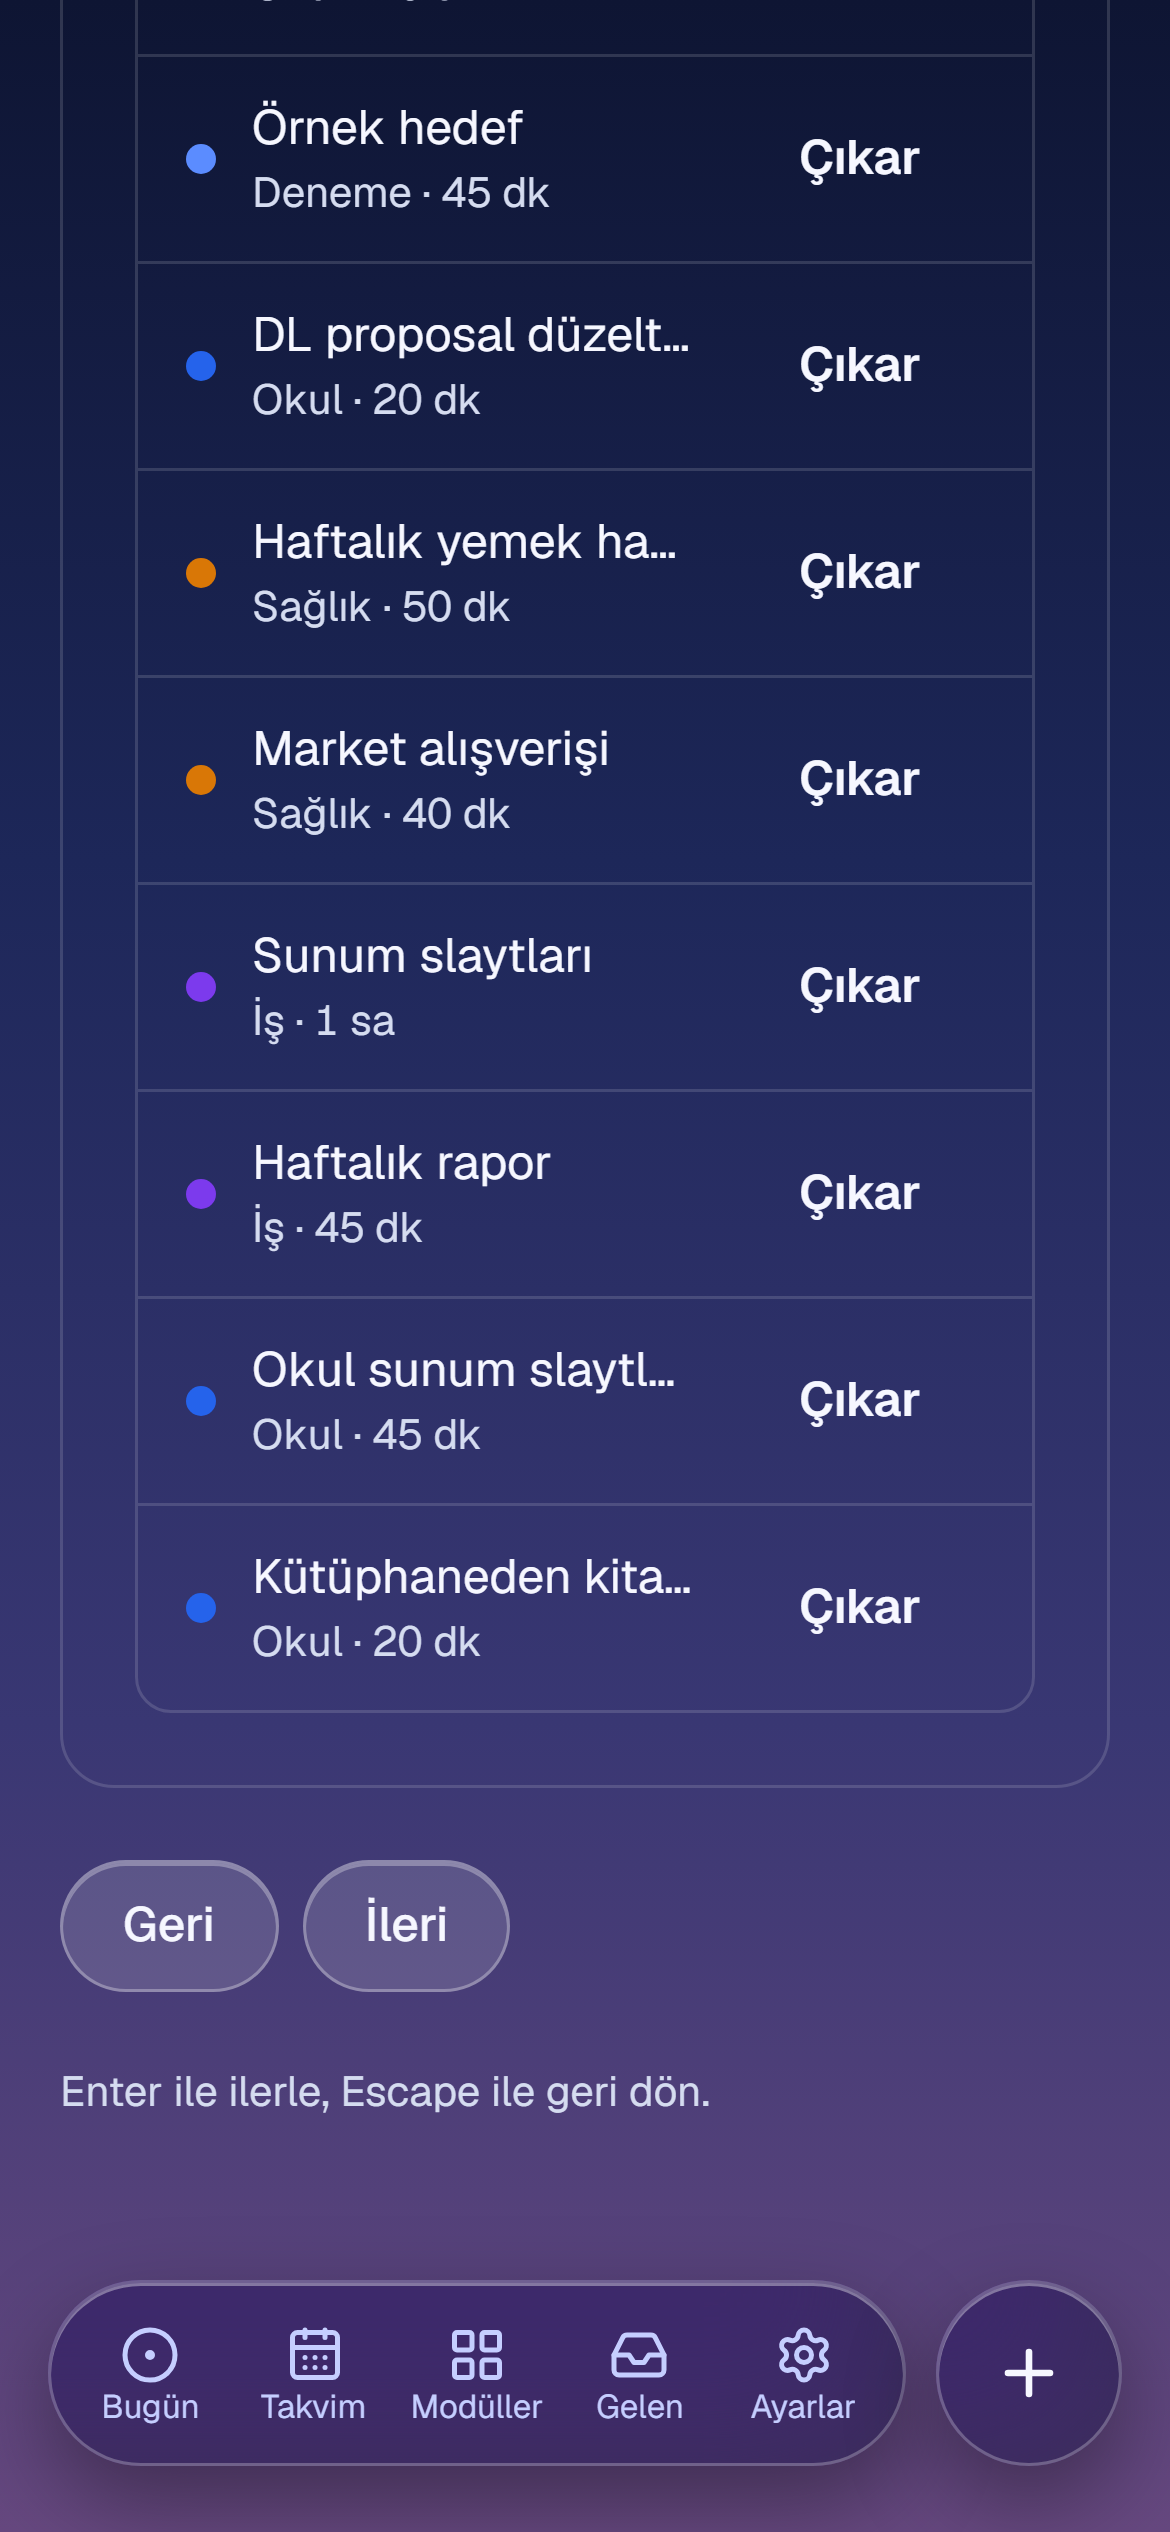 Örnek hedef
Deneme · 45 dk
Çıkar
DL proposal düzelt...
Okul · 20 dk
Çıkar
Haftalık yemek ha...
Sağlık · 50 dk
Çıkar
Market alışverişi
Sağlık · 40 dk
Çıkar
Sunum slaytları
İş · 1 sa
Çıkar
Haftalık rapor
İş · 45 dk
Çıkar
Okul sunum slaytl...
Okul · 45 dk
Çıkar
Kütüphaneden kita...
Okul · 20 dk
Çıkar
Geri
İleri
Enter ile ilerle, Escape ile geri dön.
Bugün
Takvim
Modüller
Gelen
Ayarlar